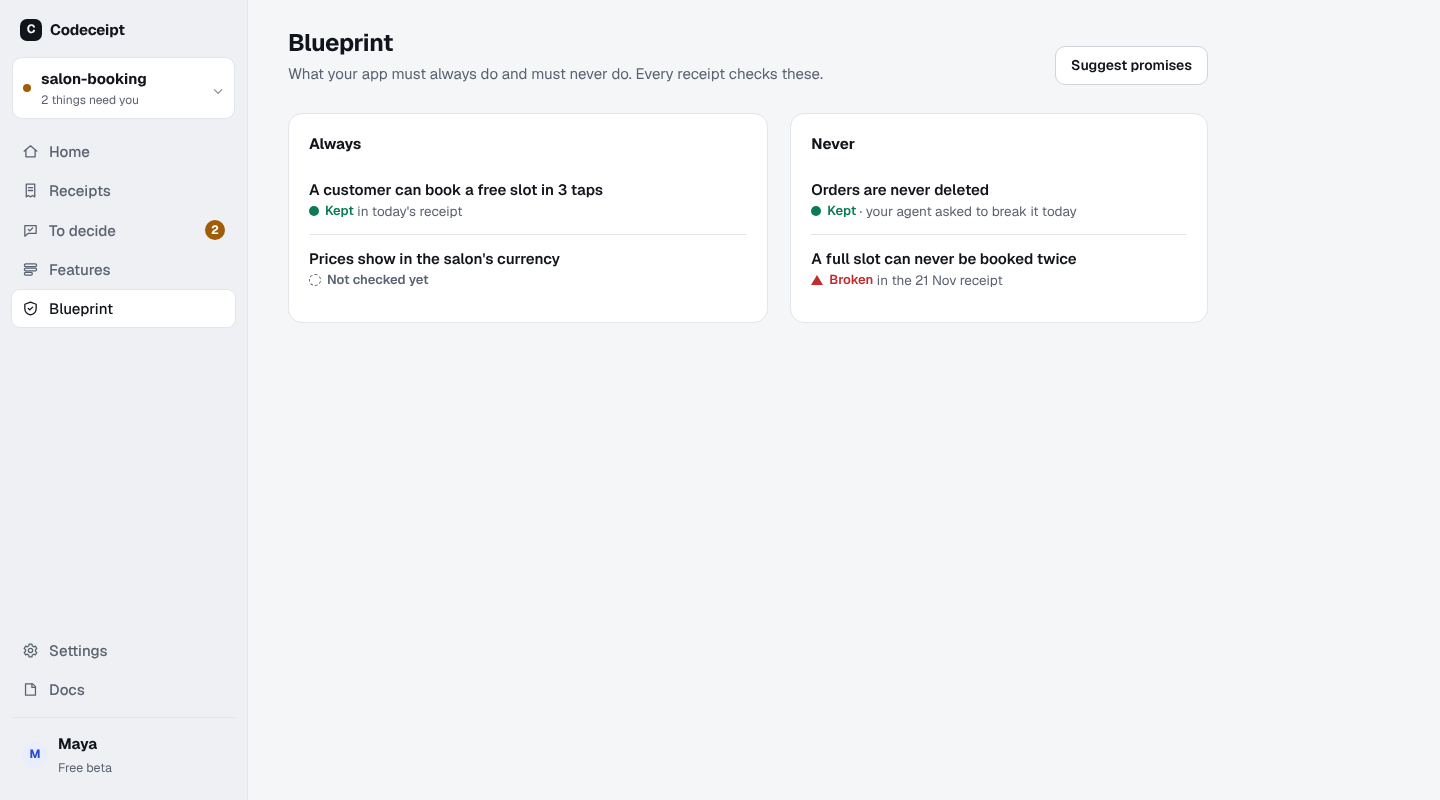 C Codeceipt
salon-booking
2 things need you
Home
Receipts
To decide 2
Features
Blueprint
Settings
Docs
M
Maya
Free beta
Blueprint
What your app must always do and must never do. Every receipt checks these.
Suggest promises
Always
A customer can book a free slot in 3 taps
Kept in today's receipt
Prices show in the salon's currency
Not checked yet
Never
Orders are never deleted
Kept · your agent asked to break it today
A full slot can never be booked twice
Broken in the 21 Nov receipt